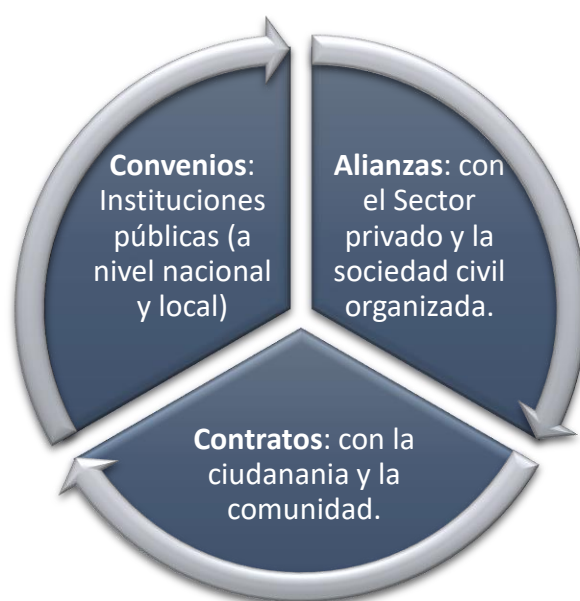 Convenios:
Instituciones
públicas (a
nivel nacional
y local)
Alianzas: con
el Sector
privado y la
sociedad civil
organizada.
Contratos: con la
ciudanania y la
comunidad.